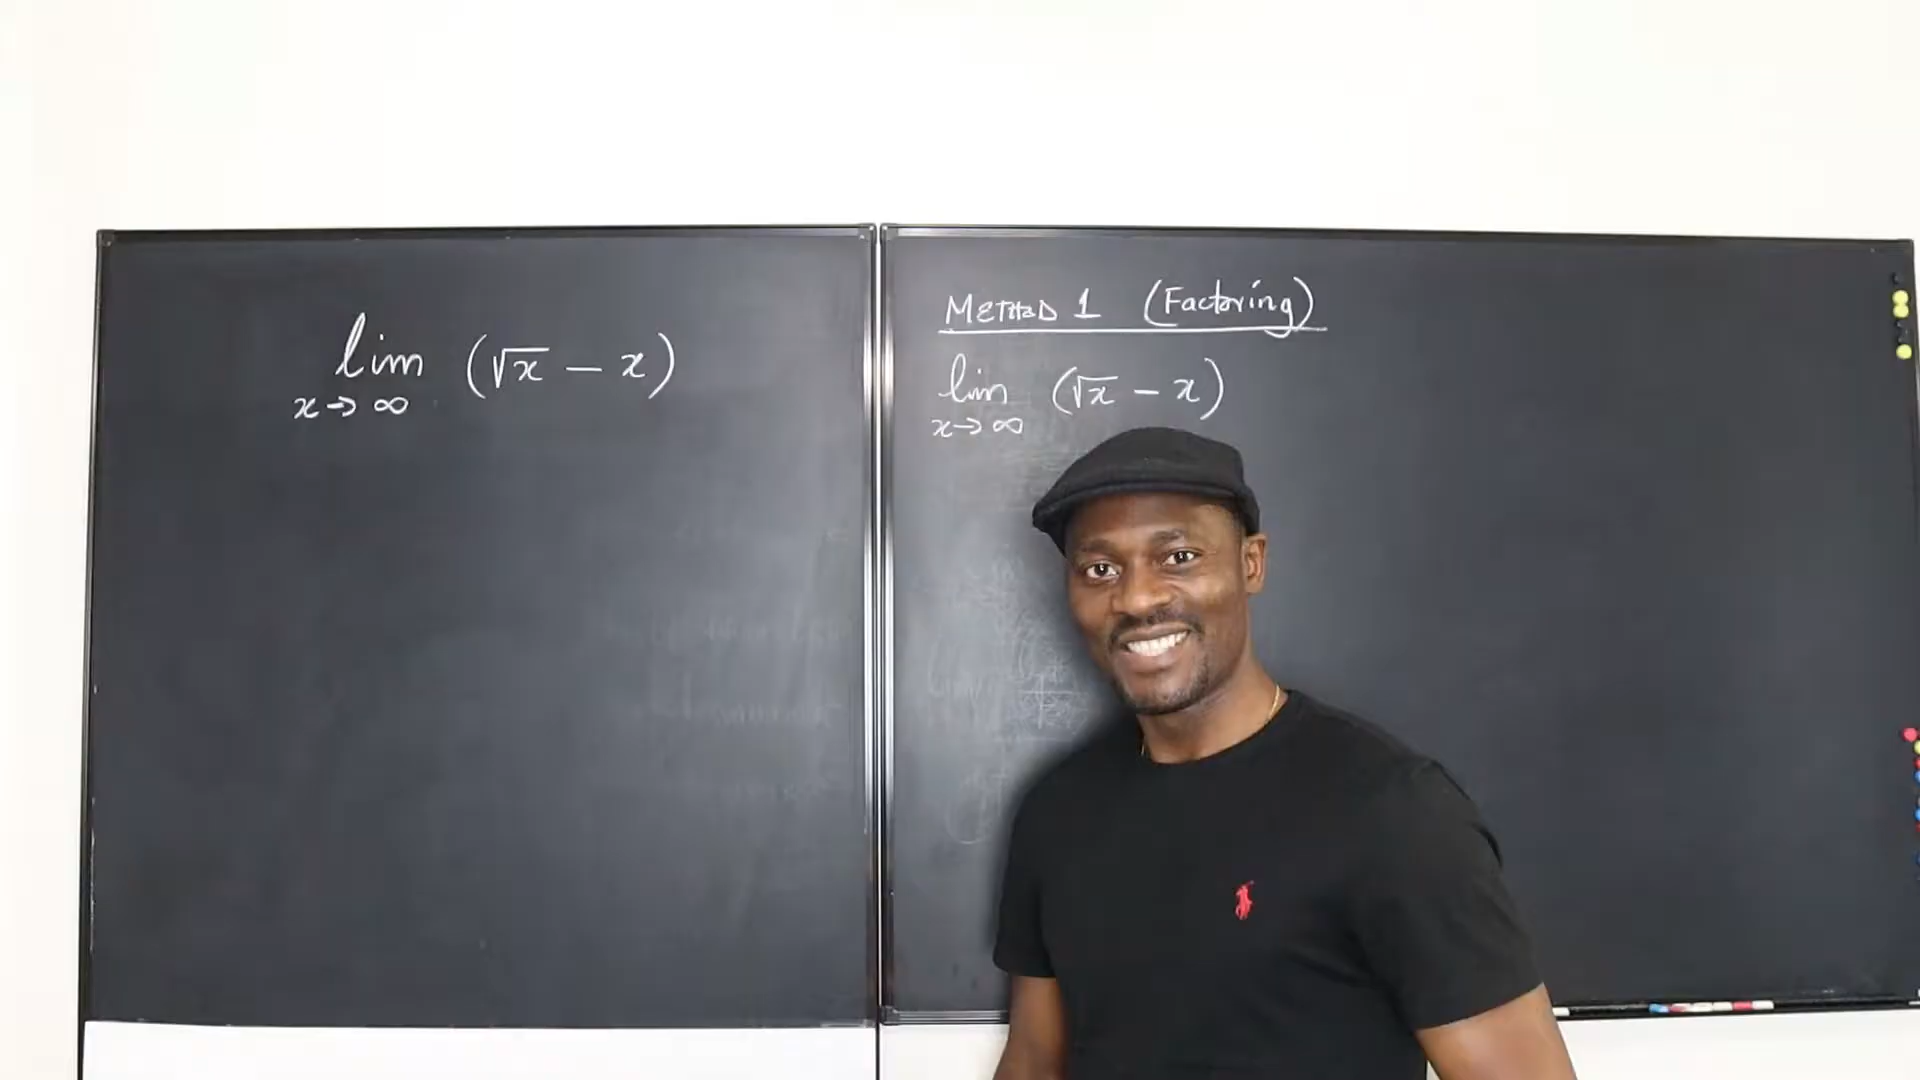 lim (√x − x)
x→∞
METHOD 1 (Factoring)
lim (√x − x)
x→∞